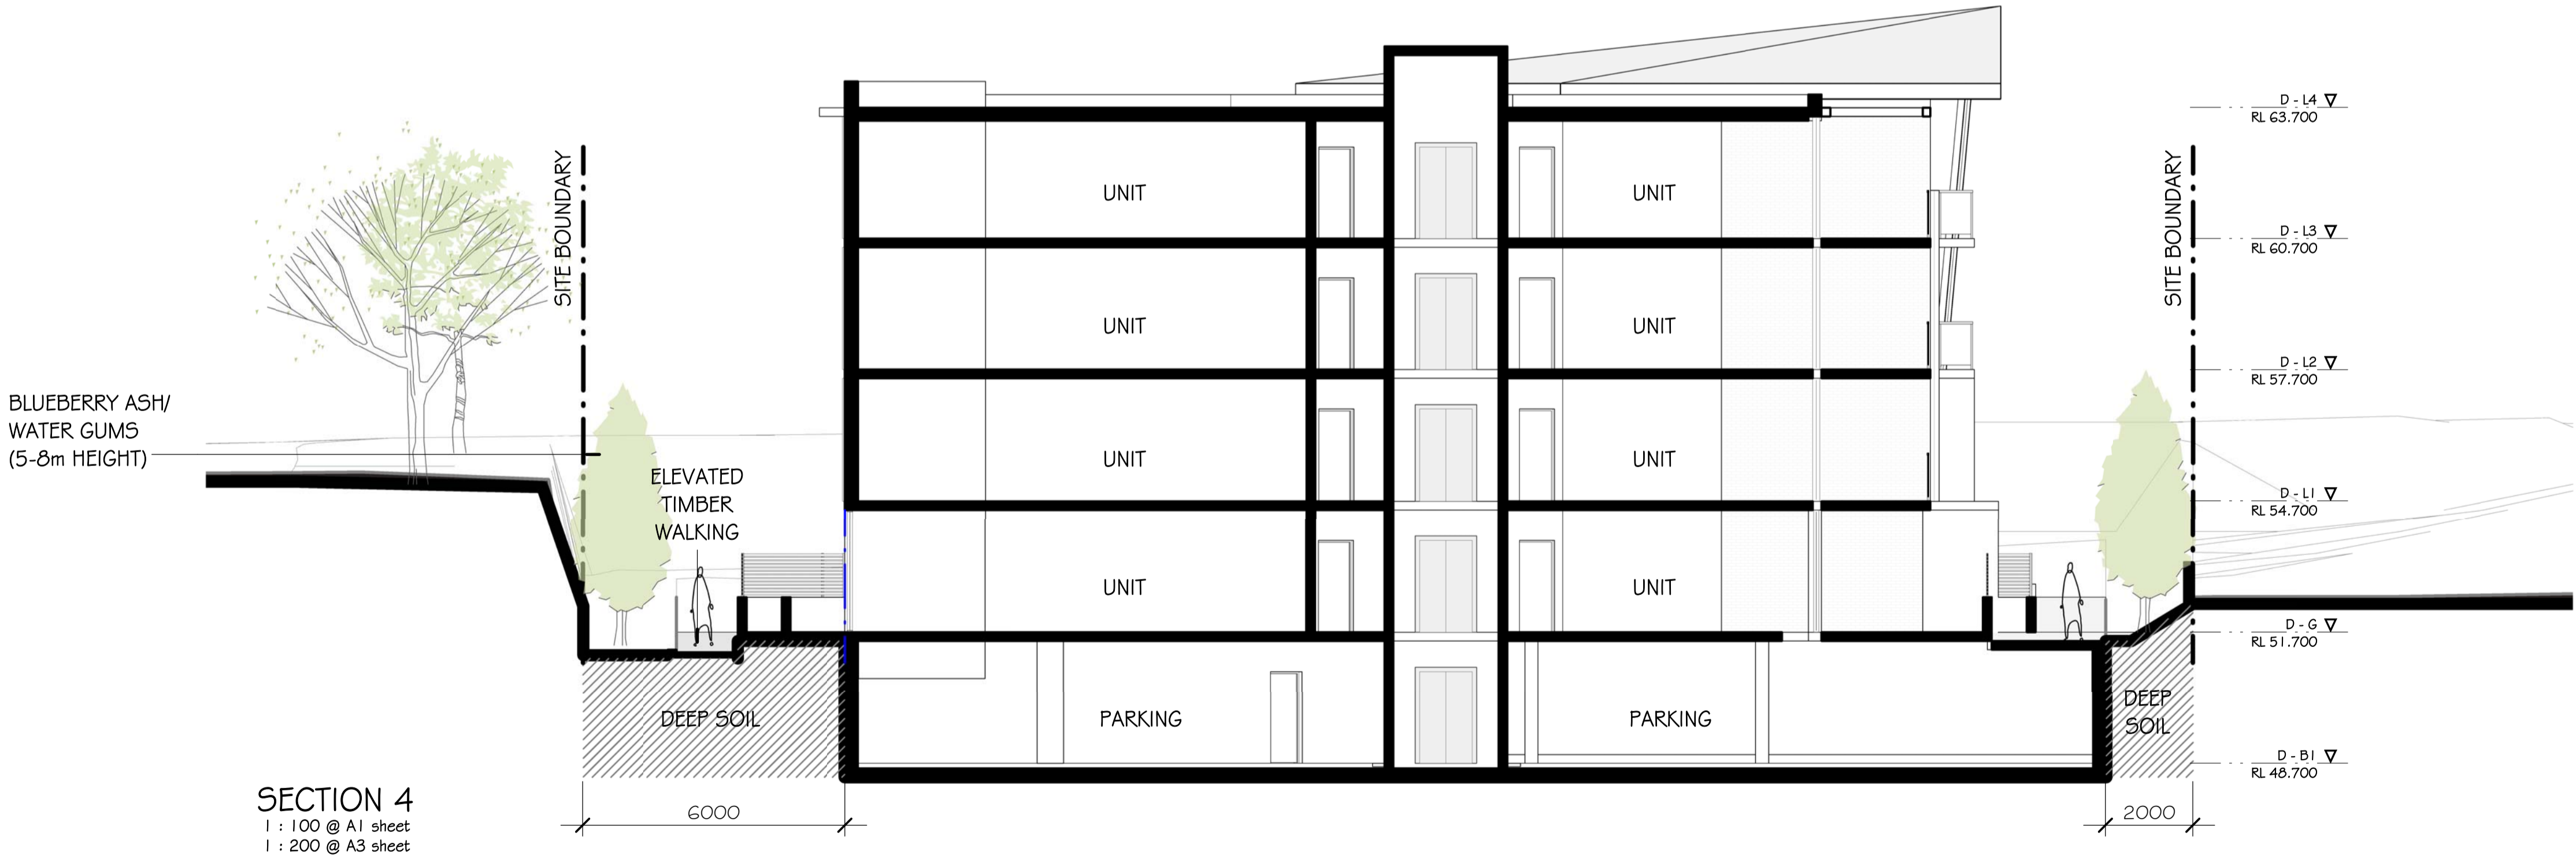 D - L4
RL 63.700
SITE BOUNDARY
SITE BOUNDARY
UNIT
UNIT
D - L3
RL 60.700
UNIT
UNIT
D - L2
RL 57.700
BLUEBERRY ASH/
WATER GUMS
(5-8m HEIGHT)
ELEVATED
TIMBER
WALKING
UNIT
UNIT
D - L1
RL 54.700
UNIT
UNIT
D - G
RL 51.700
DEEP SOIL
PARKING
PARKING
DEEP
SOIL
D - B1
RL 48.700
SECTION 4
1 : 100 @ A1 sheet
1 : 200 @ A3 sheet
6000
2000